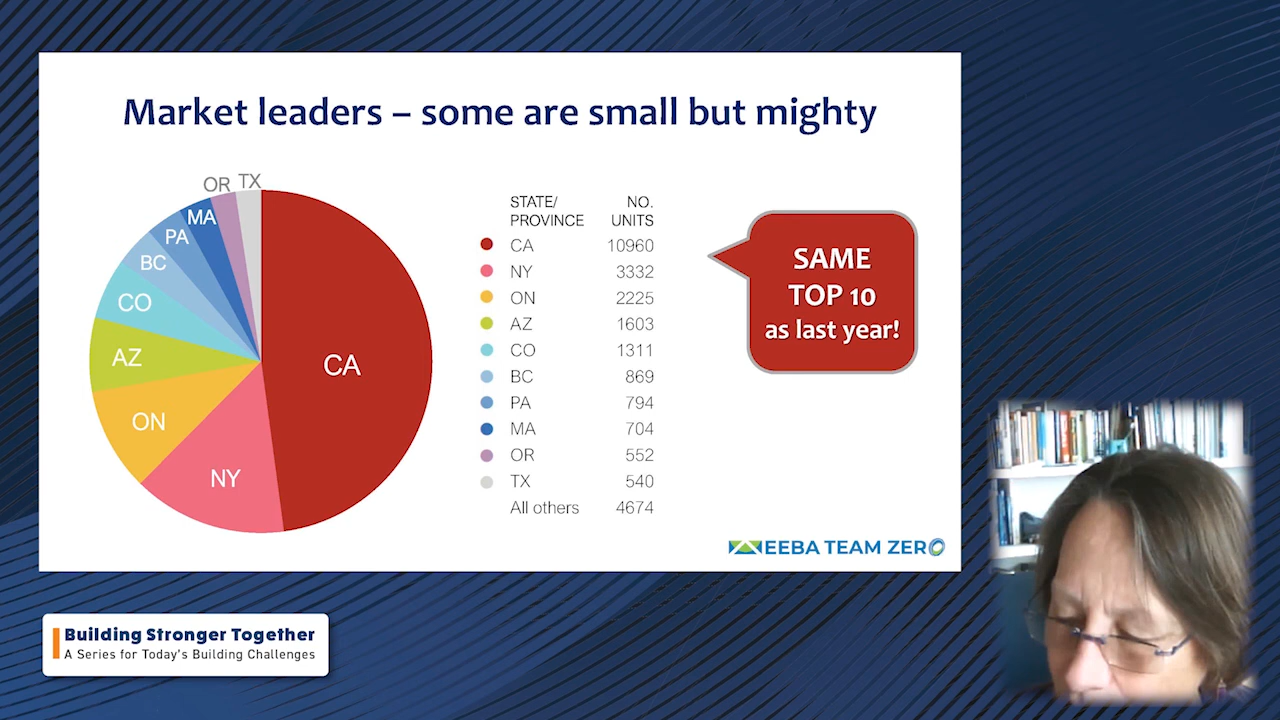 Market leaders – some are small but mighty
OR TX
MA
PA
BC
CO
AZ
ON
NY
CA
STATE/ NO.
PROVINCE UNITS
CA 10960
NY 3332
ON 2225
AZ 1603
CO 1311
BC 869
PA 794
MA 704
OR 552
TX 540
All others 4674
SAME
TOP 10
as last year!
EEBA TEAM ZERO
Building Stronger Together
A Series for Today's Building Challenges